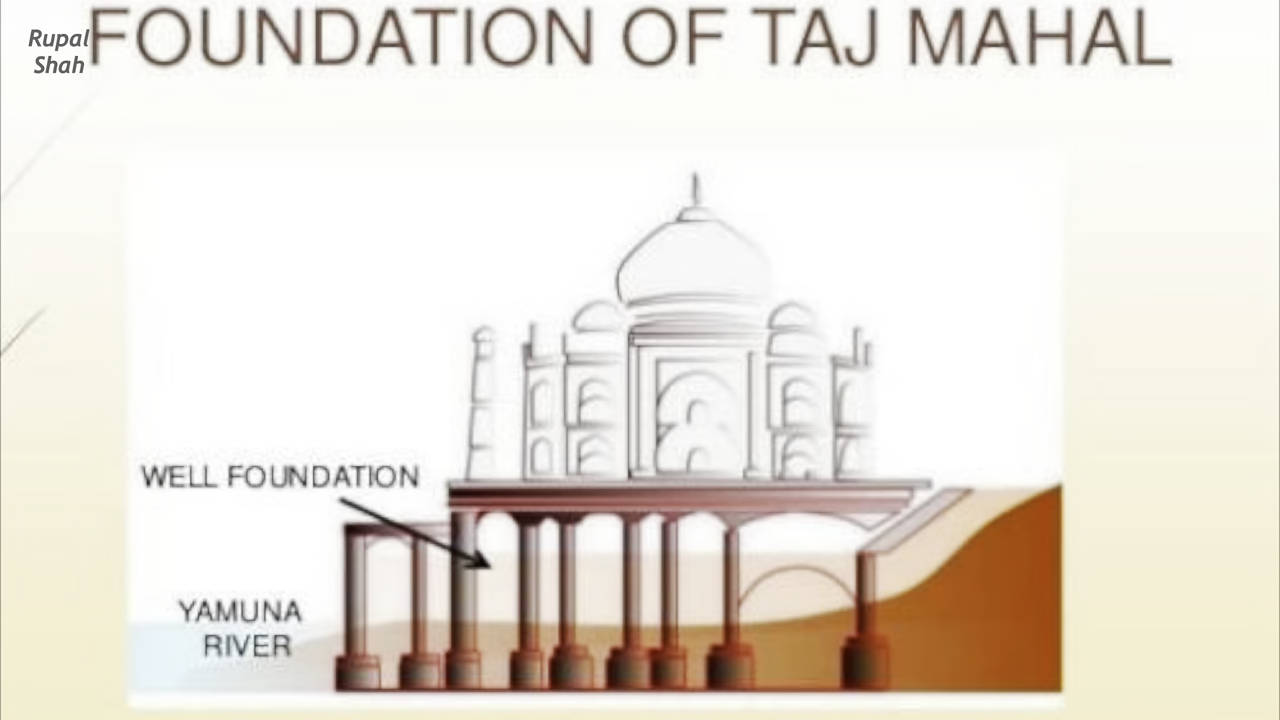 Rupal
Shah
FOUNDATION OF TAJ MAHAL
WELL FOUNDATION
YAMUNA
RIVER